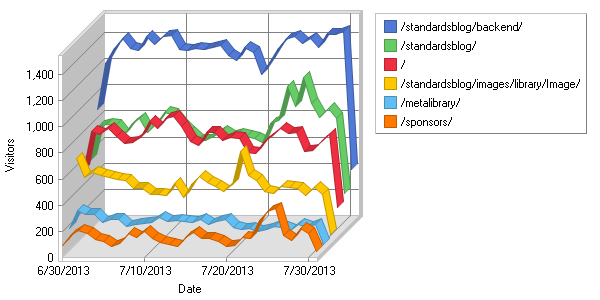 /standardsblog/backend/
/standardsblog/
/
/standardsblog/images/library/Image/
/metalibrary/
/sponsors/
Visitors
1,400
1,200
1,000
800
600
400
200
0
6/30/2013 7/10/2013 7/20/2013 7/30/2013
Date